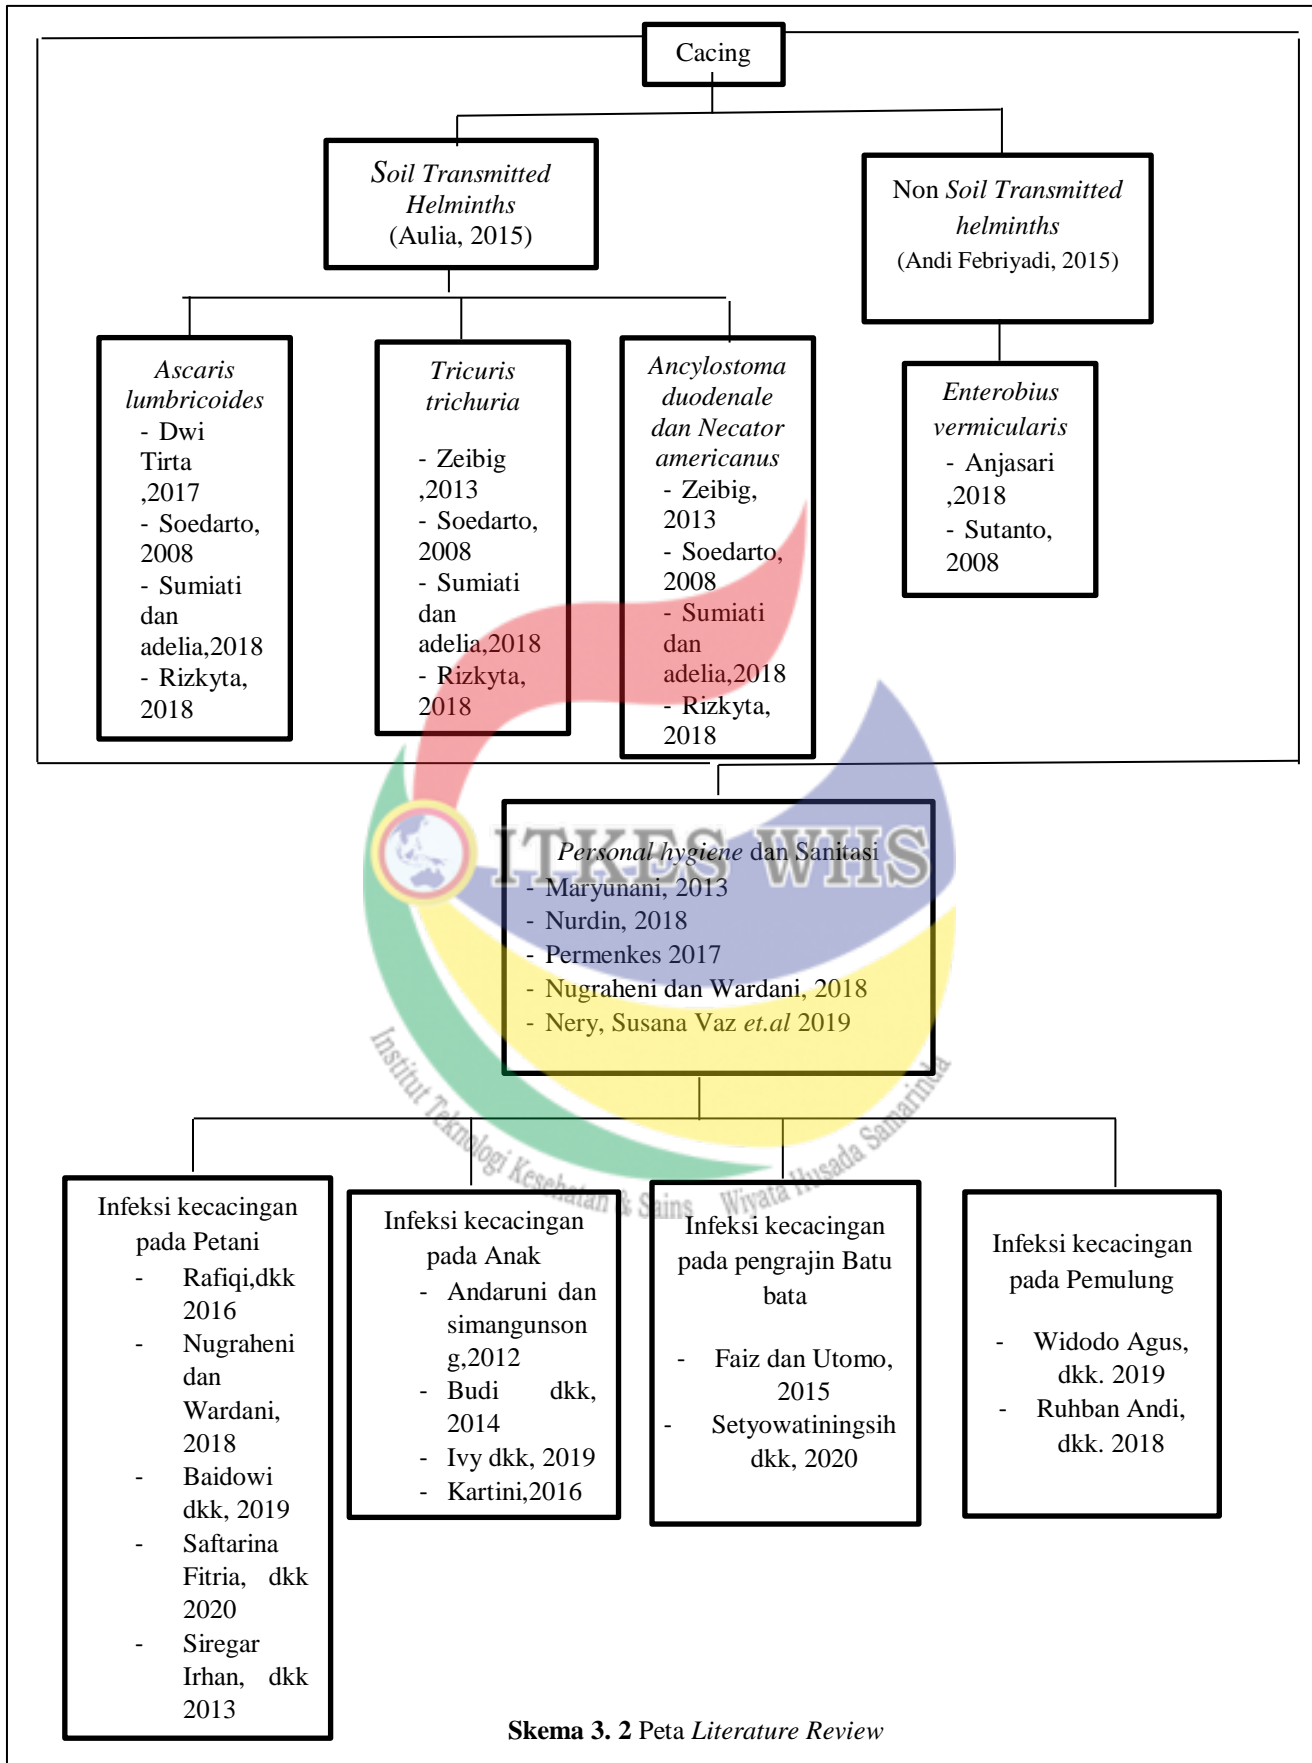 Cacing
Soil Transmitted
Helminths
(Aulia, 2015)
Non Soil Transmitted
helminths
(Andi Febriyadi, 2015)
Ascaris
lumbricoides
- Dwi
Tirta
,2017
- Soedarto,
2008
- Sumiati
dan
adelia,2018
- Rizkyta,
2018
Tricuris
trichuria
- Zeibig
,2013
- Soedarto,
2008
- Sumiati
dan
adelia,2018
- Rizkyta,
2018
Ancylostoma
duodenale
dan Necator
americanus
- Zeibig,
2013
- Soedarto,
2008
- Sumiati
dan
adelia,2018
- Rizkyta,
2018
Enterobius
vermicularis
- Anjasari
,2018
- Sutanto,
2008
ITKES WHS
Institut Teknologi Kesehatan & Sains Wiyata Husada Samarinda
Personal hygiene dan Sanitasi
- Maryunani, 2013
- Nurdin, 2018
- Permenkes 2017
- Nugraheni dan Wardani, 2018
- Nery, Susana Vaz et.al 2019
Infeksi kecacingan
pada Petani
- Rafiqi,dkk
2016
- Nugraheni
dan
Wardani,
2018
- Baidowi
dkk, 2019
- Saftarina
Fitria, dkk
2020
- Siregar
Irhan, dkk
2013
Infeksi kecacingan
pada Anak
- Andaruni dan
simangunson
g,2012
- Budi dkk,
2014
- Ivy dkk, 2019
- Kartini,2016
Infeksi kecacingan
pada pengrajin Batu
bata
- Faiz dan Utomo,
2015
- Setyowatiningsih
dkk, 2020
Infeksi kecacingan
pada Pemulung
- Widodo Agus,
dkk. 2019
- Ruhban Andi,
dkk. 2018
Skema 3. 2 Peta Literature Review